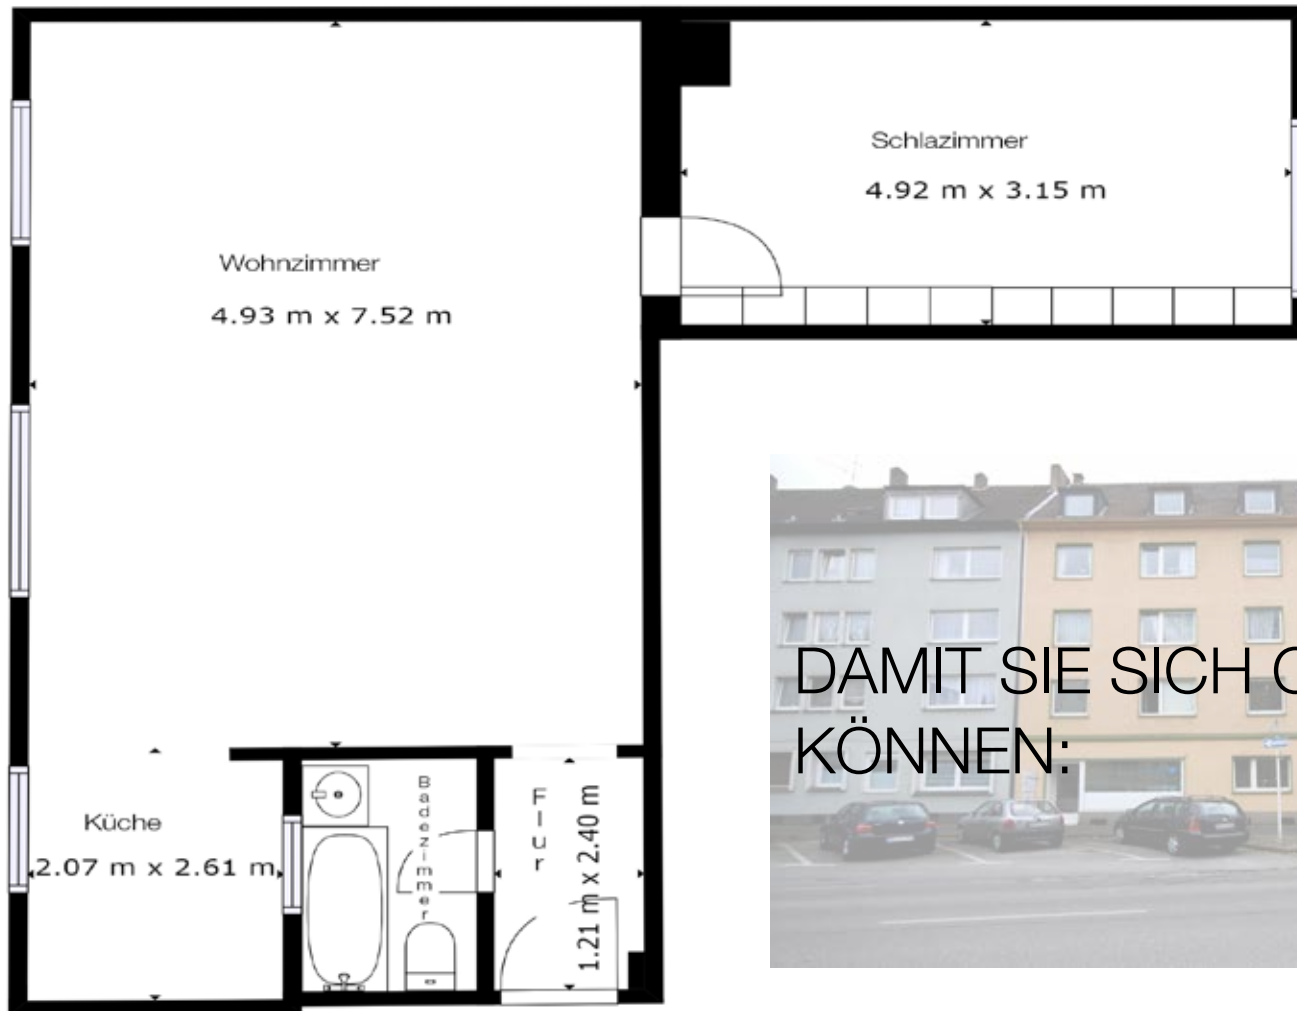 Schlazimmer
4.92 m x 3.15 m
Wohnzimmer
4.93 m x 7.52 m
DAMIT SIE SICH
KÖNNEN:
Küche
2.07 m x 2.61 m
Badezimmer
Flur
1.21 m x 2.40 m